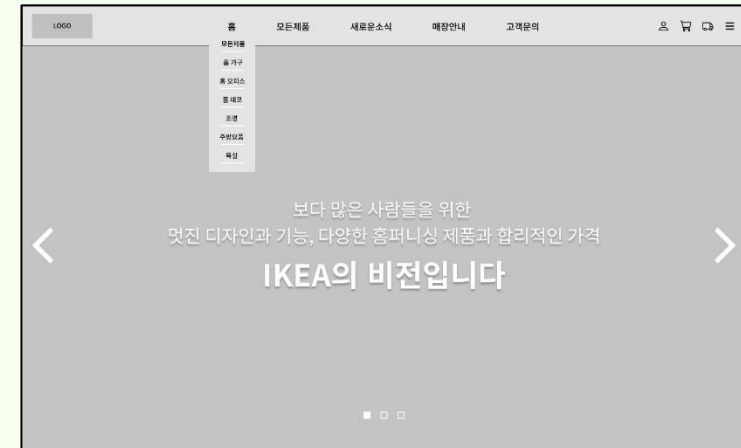 LOGO
홈
모든제품
새로운소식
매장안내
고객문의
모든제품
홈 가구
홈 오피스
홈 데코
조명
주방요품
욕실
보다 많은 사람들을 위한
멋진 디자인과 기능, 다양한 홈퍼니싱 제품과 합리적인 가격
IKEA의 비전입니다